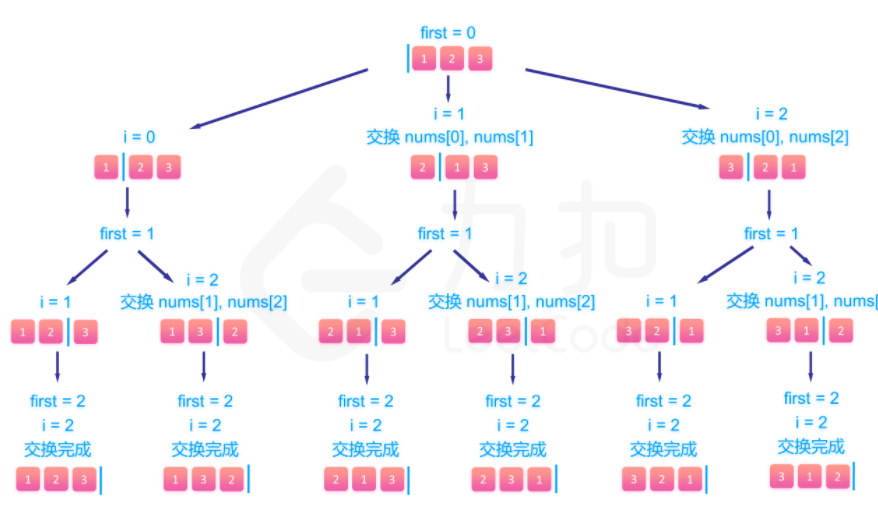 first = 0
1 2 3
i = 0
i = 1
交换 nums[0], nums[1]
i = 2
交换 nums[0], nums[2]
1 2 3
2 1 3
3 2 1
first = 1
first = 1
first = 1
i = 1
i = 2
交换 nums[1], nums[2]
i = 1
i = 2
交换 nums[1], nums[2]
i = 1
i = 2
交换 nums[1], nums[
1 2 3
1 3 2
2 1 3
2 3 1
3 2 1
3 1 2
first = 2
i = 2
交换完成
1 2 3
first = 2
i = 2
交换完成
1 3 2
first = 2
i = 2
交换完成
2 1 3
first = 2
i = 2
交换完成
2 3 1
first = 2
i = 2
交换完成
3 2 1
first = 2
i = 2
交换完成
3 1 2
力扣
LeetCode